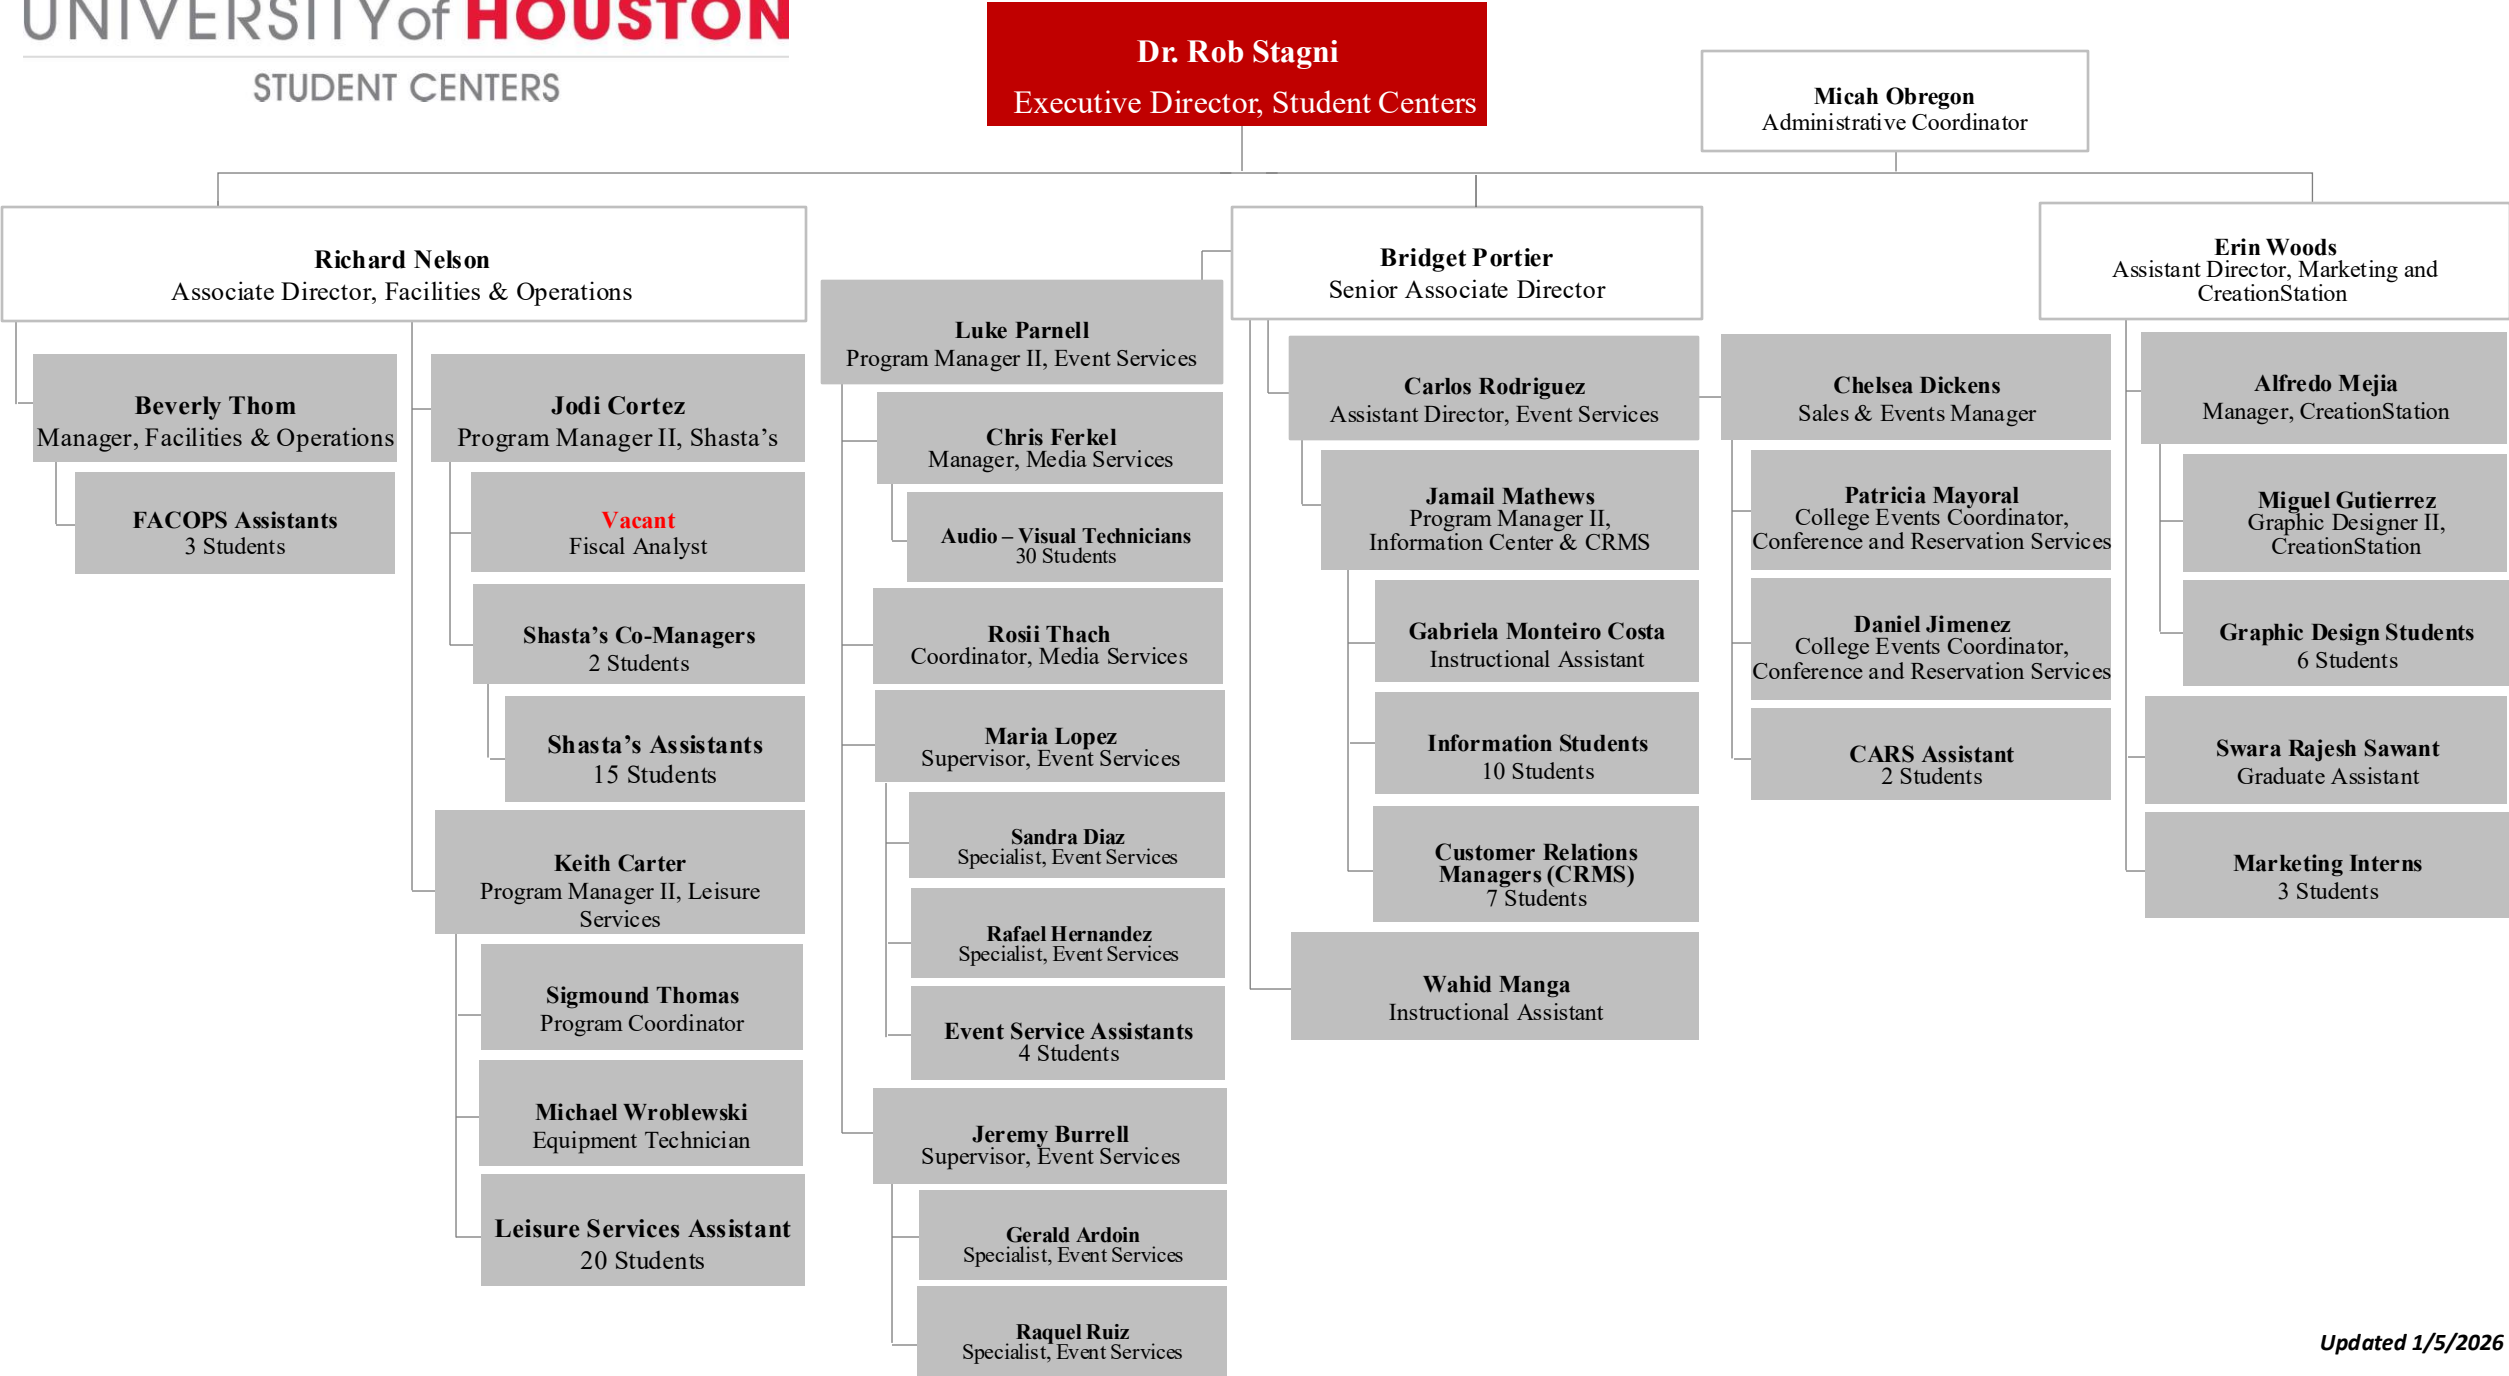 UNIVERSITY of HOUSTON
STUDENT CENTERS
Dr. Rob Stagni
Executive Director, Student Centers
Micah Obregon
Administrative Coordinator
Richard Nelson
Associate Director, Facilities & Operations
Beverly Thom
Manager, Facilities & Operations
FACOPS Assistants
3 Students
Jodi Cortez
Program Manager II, Shasta’s
Vacant
Fiscal Analyst
Shasta’s Co-Managers
2 Students
Shasta’s Assistants
15 Students
Keith Carter
Program Manager II, Leisure
Services
Sigmound Thomas
Program Coordinator
Michael Wroblewski
Equipment Technician
Leisure Services Assistant
20 Students
Bridget Portier
Senior Associate Director
Luke Parnell
Program Manager II, Event Services
Chris Ferkel
Manager, Media Services
Audio – Visual Technicians
30 Students
Rosii Thach
Coordinator, Media Services
Maria Lopez
Supervisor, Event Services
Sandra Diaz
Specialist, Event Services
Rafael Hernandez
Specialist, Event Services
Event Service Assistants
4 Students
Jeremy Burrell
Supervisor, Event Services
Gerald Ardoin
Specialist, Event Services
Raquel Ruiz
Specialist, Event Services
Carlos Rodriguez
Assistant Director, Event Services
Jamail Mathews
Program Manager II,
Information Center & CRMS
Gabriela Monteiro Costa
Instructional Assistant
Information Students
10 Students
Customer Relations
Managers (CRMS)
7 Students
Wahid Manga
Instructional Assistant
Chelsea Dickens
Sales & Events Manager
Patricia Mayoral
College Events Coordinator,
Conference and Reservation Services
Daniel Jimenez
College Events Coordinator,
Conference and Reservation Services
CARS Assistant
2 Students
Erin Woods
Assistant Director, Marketing and
CreationStation
Alfredo Mejia
Manager, CreationStation
Miguel Gutierrez
Graphic Designer II,
CreationStation
Graphic Design Students
6 Students
Swara Rajesh Sawant
Graduate Assistant
Marketing Interns
3 Students
Updated 1/5/2026